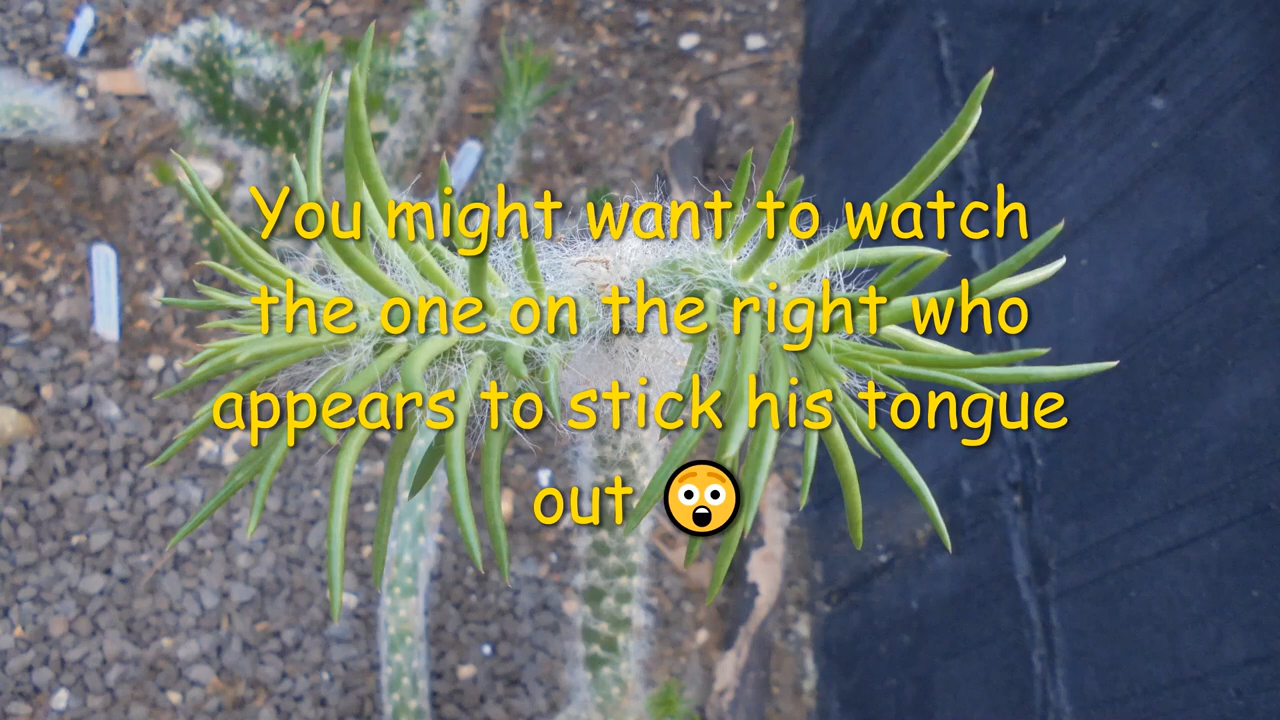 You might want to watch
the one on the right who
appears to stick his tongue
out 😲